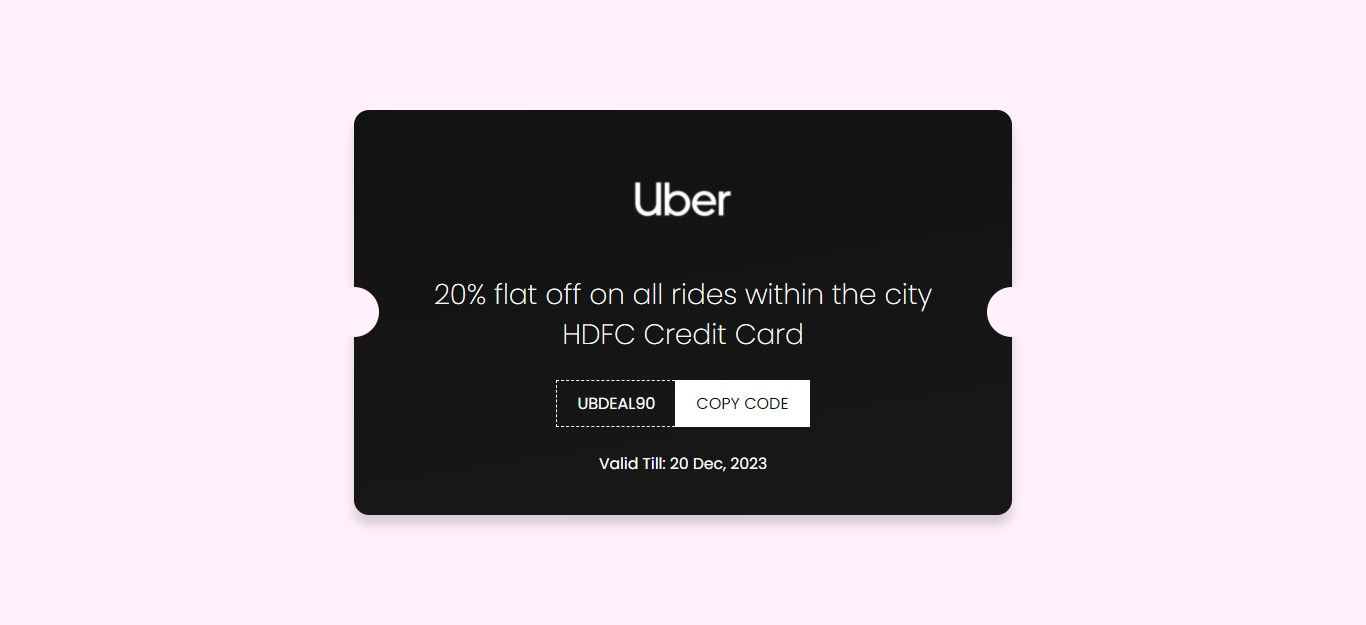 Uber
20% flat off on all rides within the city
HDFC Credit Card
UBDEAL90 COPY CODE
Valid Till: 20 Dec, 2023